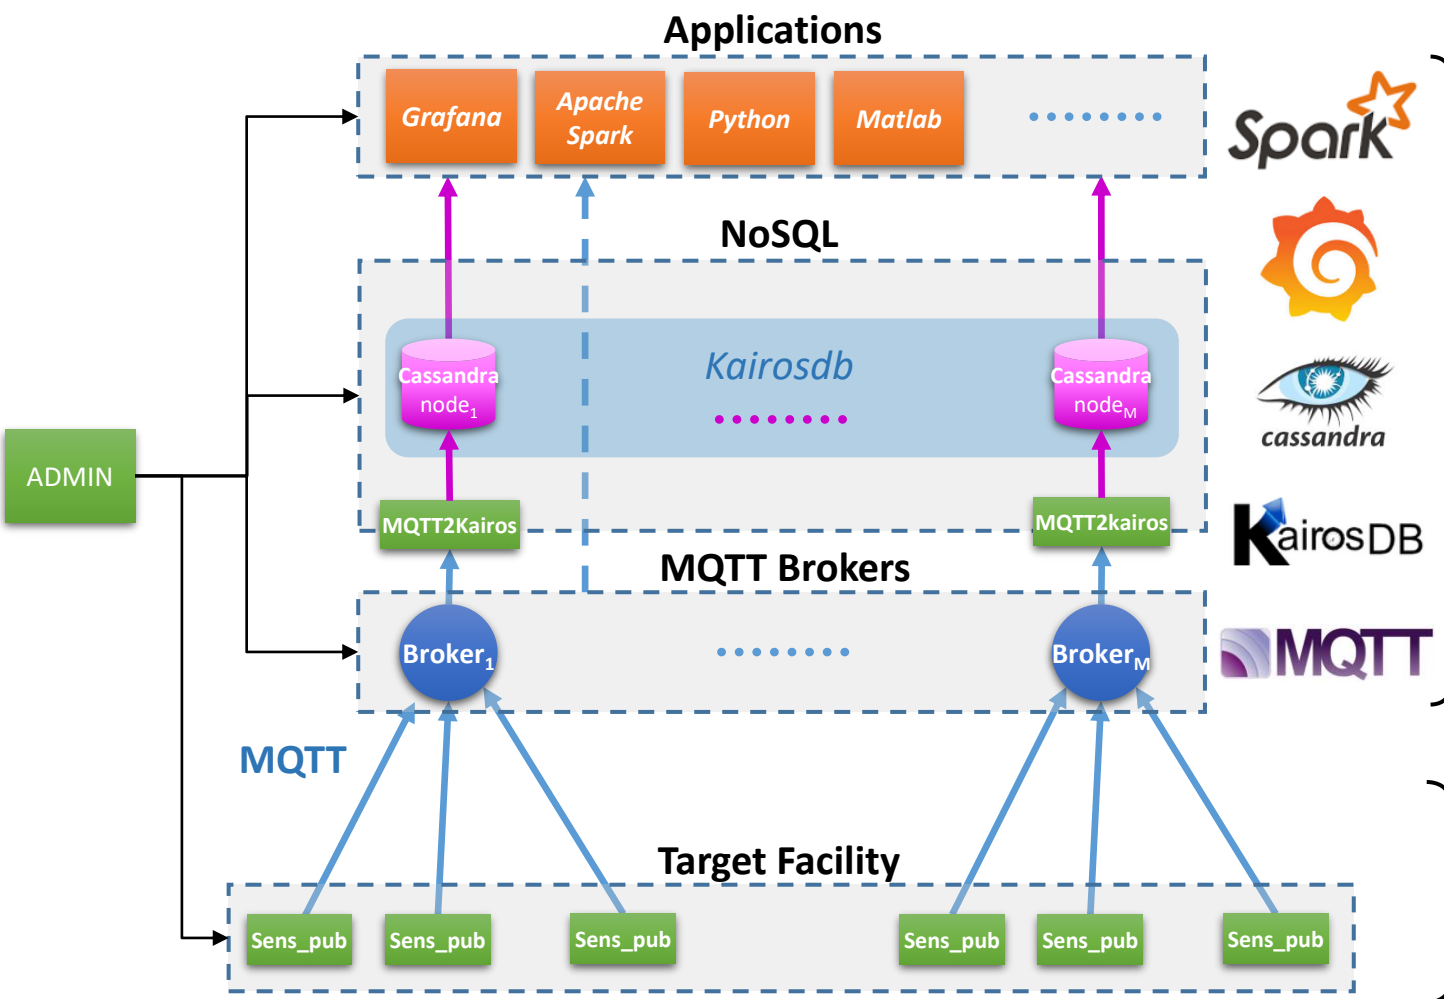 Applications
Grafana
Apache
Spark
Python
Matlab
Spark
NoSQL
Kairosdb
Cassandra
node1
Cassandra
nodeM
cassandra
ADMIN
MQTT2Kairos
MQTT2kairos
KairosDB
MQTT Brokers
Broker1
BrokerM
MQTT
MQTT
Target Facility
Sens_pub
Sens_pub
Sens_pub
Sens_pub
Sens_pub
Sens_pub